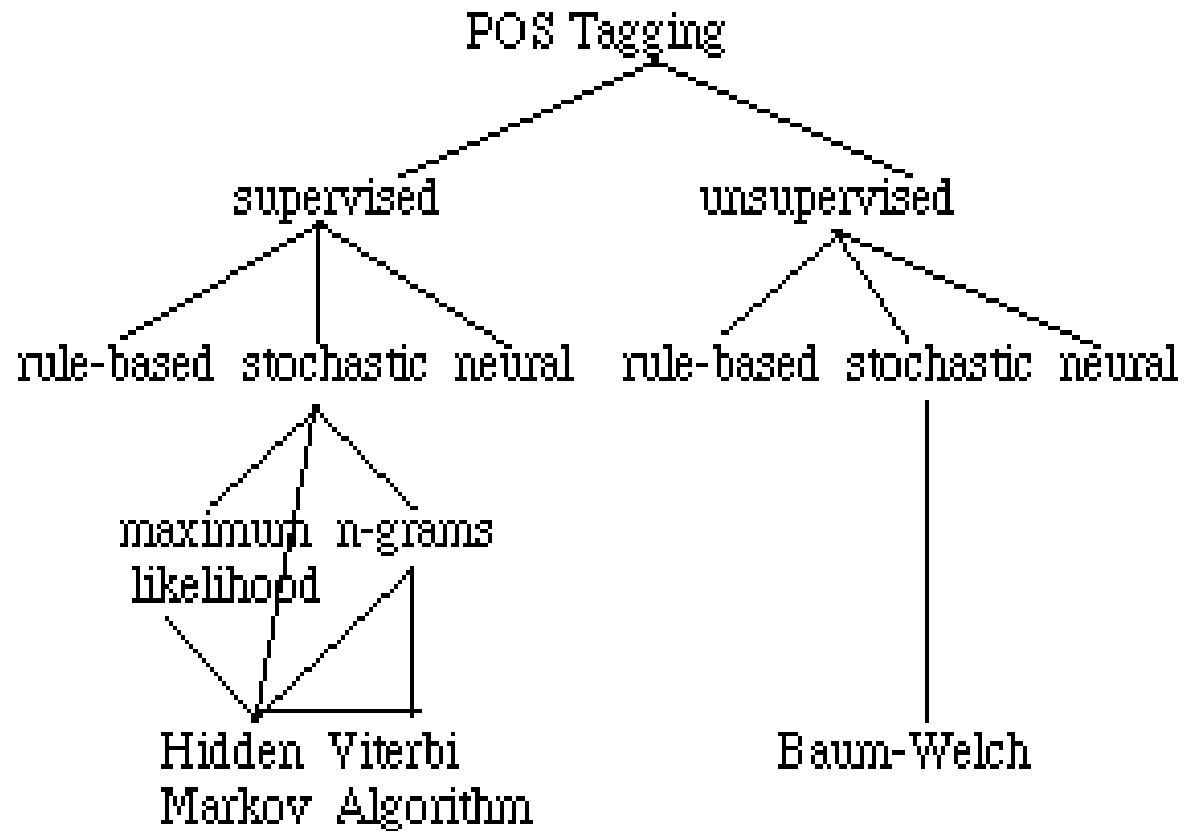 POS Tagging
supervised unsupervised
rule-based stochastic neural rule-based stochastic neural
maximum n-grams
likelihood
Hidden Viterbi Baum-Welch
Markov Algorithm